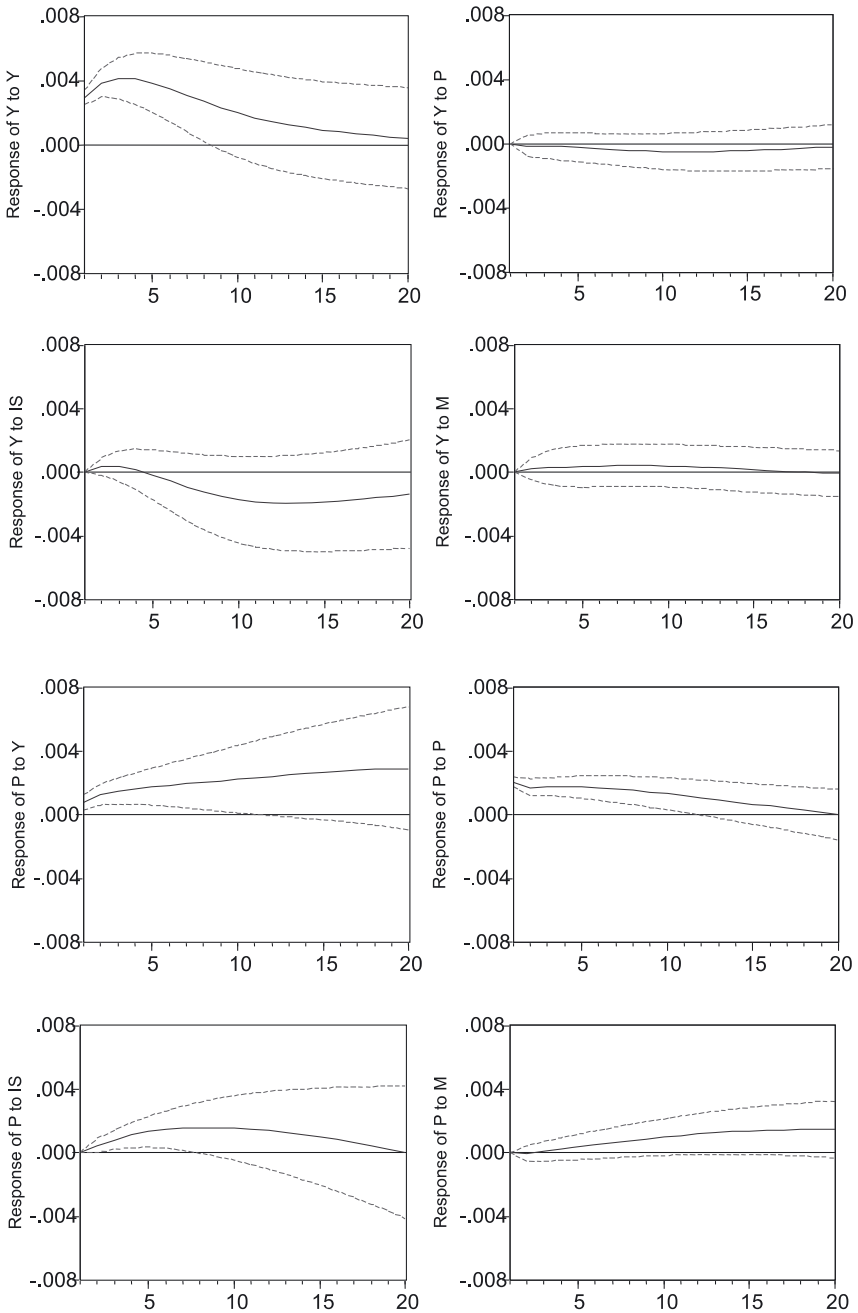 Response of Y to Y
.008
.004
.000
-.004
-.008
5 10 15 20
Response of Y to P
.008
.004
.000
-.004
-.008
5 10 15 20
Response of Y to IS
.008
.004
.000
-.004
-.008
5 10 15 20
Response of Y to M
.008
.004
.000
-.004
-.008
5 10 15 20
Response of P to Y
.008
.004
.000
-.004
-.008
5 10 15 20
Response of P to P
.008
.004
.000
-.004
-.008
5 10 15 20
Response of P to IS
.008
.004
.000
-.004
-.008
5 10 15 20
Response of P to M
.008
.004
.000
-.004
-.008
5 10 15 20